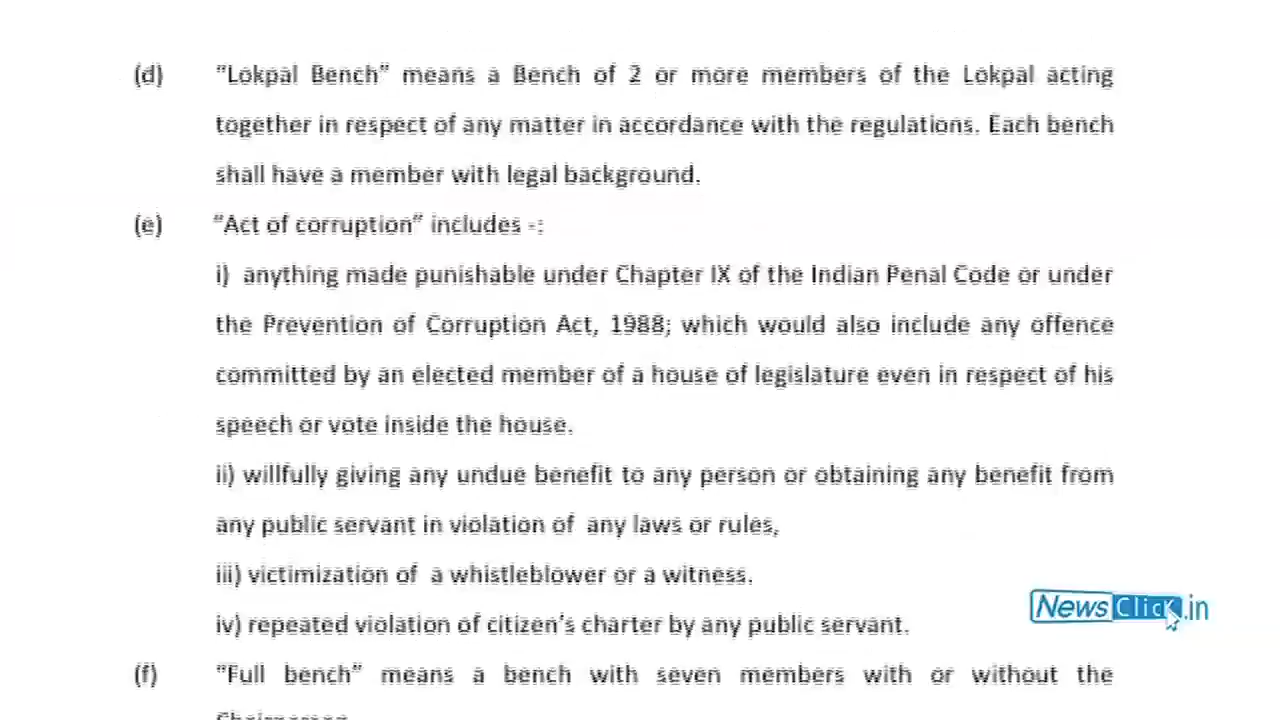 (d) "Lokpal Bench" means a Bench of 2 or more members of the Lokpal acting
together in respect of any matter in accordance with the regulations. Each bench
shall have a member with legal background.
(e) "Act of corruption" includes -:
i) anything made punishable under Chapter IX of the Indian Penal Code or under
the Prevention of Corruption Act, 1988; which would also include any offence
committed by an elected member of a house of legislature even in respect of his
speech or vote inside the house.
ii) willfully giving any undue benefit to any person or obtaining any benefit from
any public servant in violation of any laws or rules,
iii) victimization of a whistleblower or a witness.
iv) repeated violation of citizen's charter by any public servant.
NewsClick.in
(f) "Full bench" means a bench with seven members with or without the